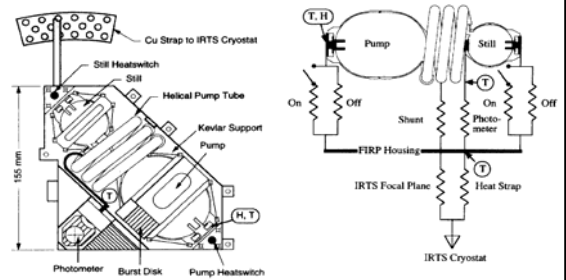 Cu Strap to IRTS Cryostat
Still Heatswitch
Still
Helical Pump Tube
Kevlar Support
Pump
155 mm
T
H, T
Photometer
Burst Disk
Pump Heatswitch
T, H
Pump
Still
T
On
Off
On
Off
Shunt
Photo-
meter
FIRP Housing
T
IRTS Focal Plane
Heat Strap
IRTS Cryostat